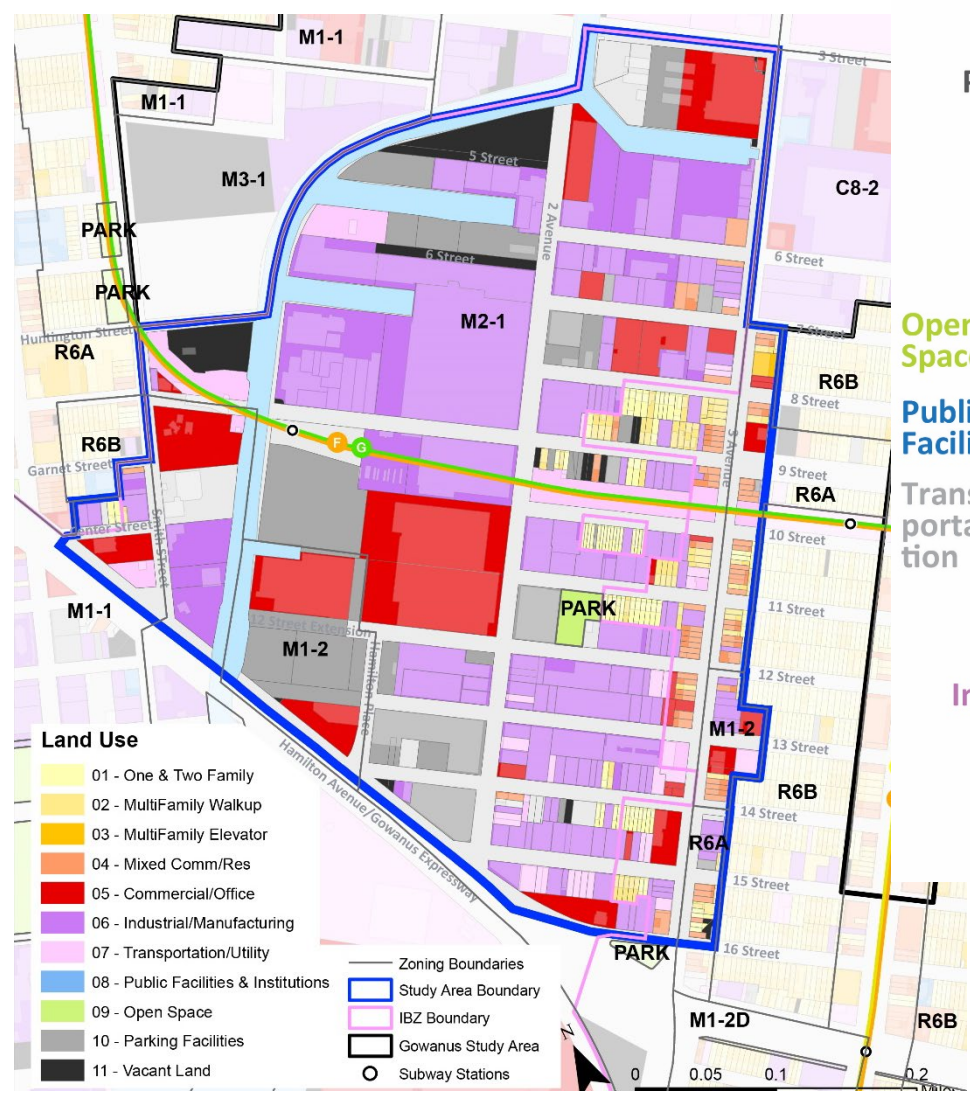 M1-1
3 Street
P
M1-1
M3-1
5 Street
C8-2
2 Avenue
PARK
6 Street
6 Street
PARK
M2-1
Huntington Street
7 Street
Open
Space
R6A
R6B
8 Street
Publi
Facili
F
G
3 Avenue
R6B
Garnet Street
9 Street
R6A
Trans
porta
tion
Center Street
Smith STreet
10 Street
M1-1
PARK
11 Street
12 Street Extension
M1-2
Hamilton Place
12 Street
In
M1-2
13 Street
Hamilton Avenue/Gowanus Expressway
R6B
14 Street
R6A
15 Street
16 Street
PARK
M1-2D
R6B
Land Use
01 - One & Two Family
02 - MultiFamily Walkup
03 - MultiFamily Elevator
04 - Mixed Comm/Res
05 - Commercial/Office
06 - Industrial/Manufacturing
07 - Transportation/Utility
08 - Public Facilities & Institutions
09 - Open Space
10 - Parking Facilities
11 - Vacant Land
Zoning Boundaries
Study Area Boundary
IBZ Boundary
Gowanus Study Area
Subway Stations
N
0 0.05 0.1 0.2